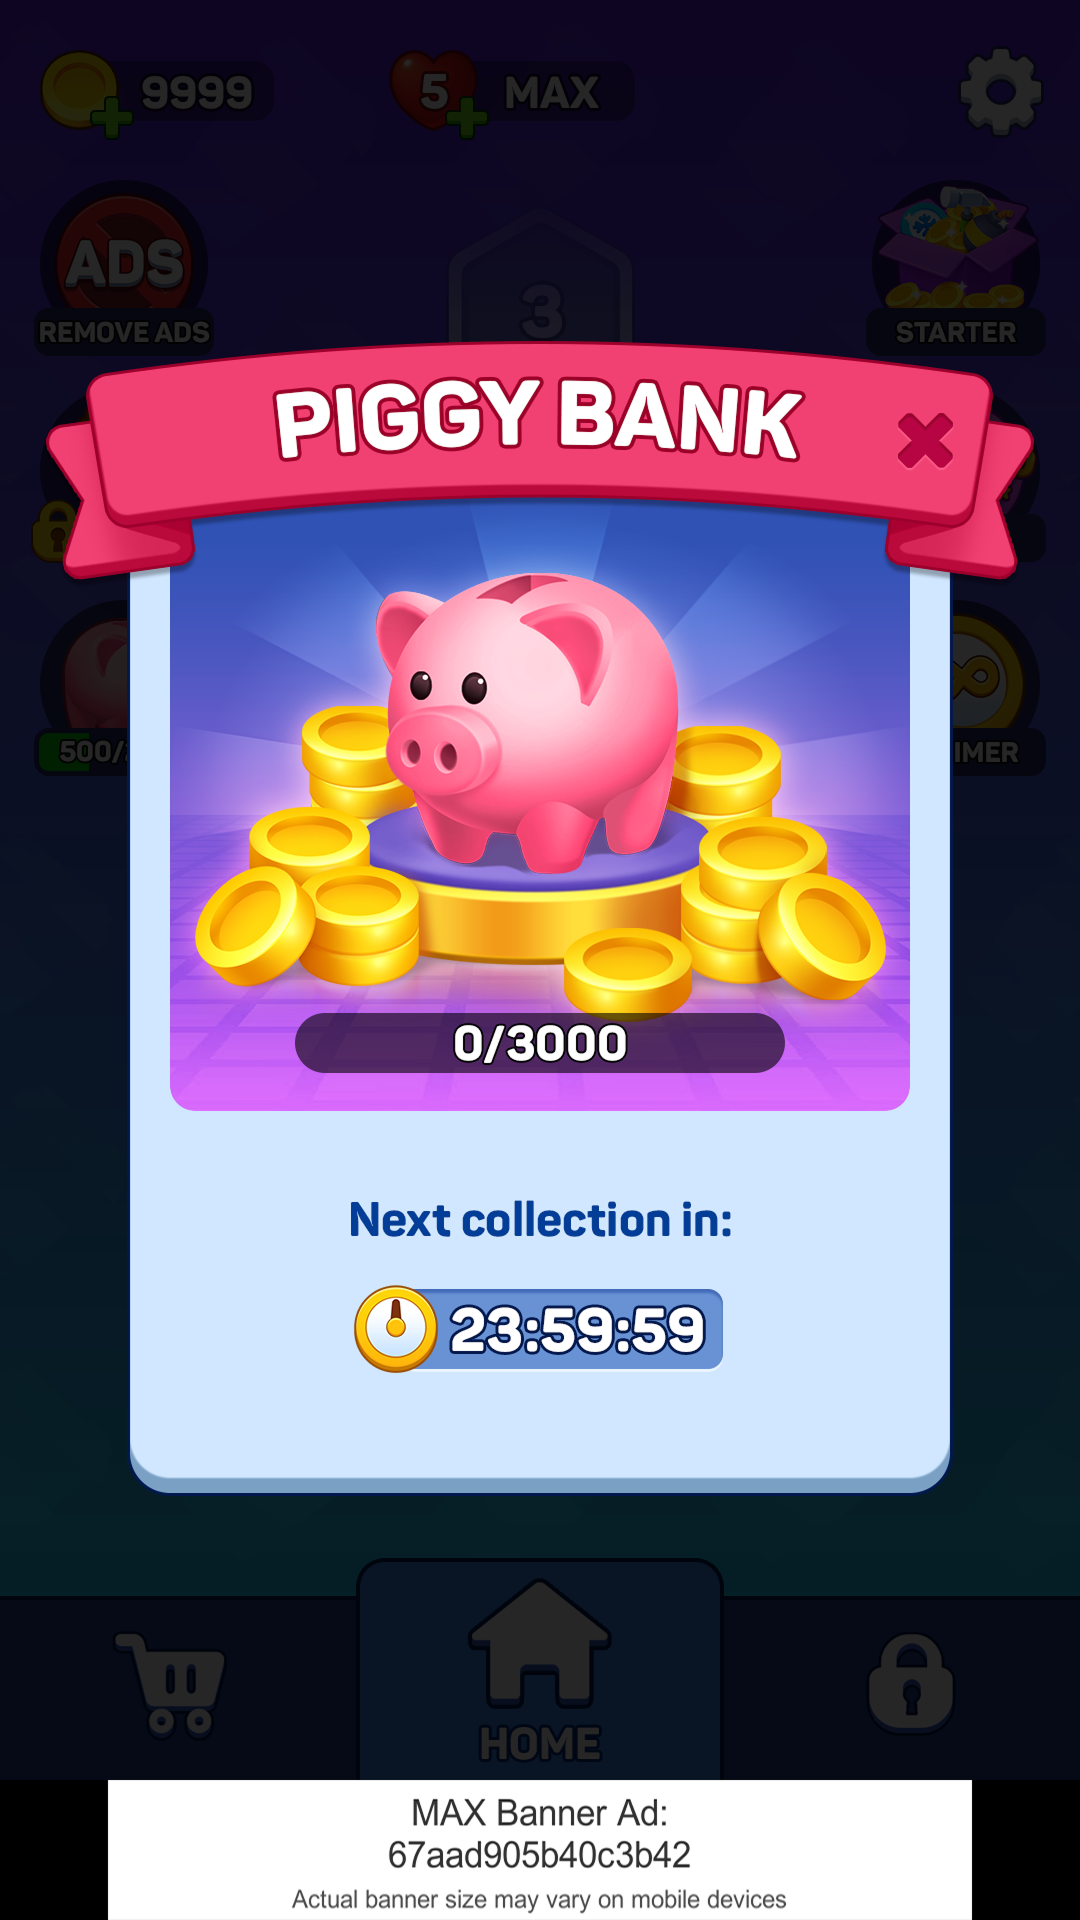 9999
5
MAX
ADS
REMOVE ADS
3
STARTER
PIGGY BANK
500/
IMER
0/3000
Next collection in:
23:59:59
HOME
MAX Banner Ad:
67aad905b40c3b42
Actual banner size may vary on mobile devices